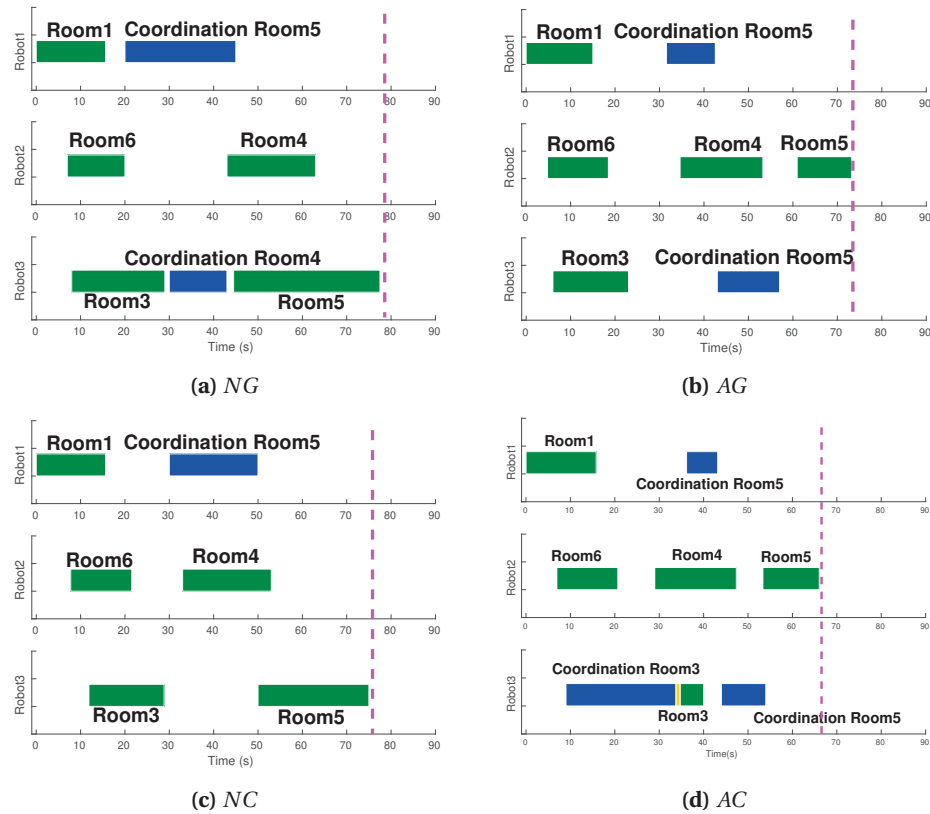 Room1 Coordination Room5
Robot1
0 10 20 30 40 50 60 70 80 90
Room6 Room4
Robot2
0 10 20 30 40 50 60 70 80 90
Coordination Room4
Robot3
Room3 Room5
0 10 20 30 40 50 60 70 80 90
Time (s)
(a) NG
Room1 Coordination Room5
Robot1
0 10 20 30 40 50 60 70 80 90
Room6 Room4 Room5
Robot2
0 10 20 30 40 50 60 70 80 90
Room3 Coordination Room5
Robot3
0 10 20 30 40 50 60 70 80 90
Time(s)
(b) AG
Room1 Coordination Room5
Robot1
0 10 20 30 40 50 60 70 80 90
Room6 Room4
Robot2
0 10 20 30 40 50 60 70 80 90
Robot3
Room3 Room5
0 10 20 30 40 50 60 70 80 90
Time (s)
(c) NC
Room1
Robot1
Coordination Room5
0 10 20 30 40 50 60 70 80 90
Room6 Room4 Room5
Robot2
0 10 20 30 40 50 60 70 80 90
Coordination Room3
Robot3
Room3 Coordination Room5
0 10 20 30 40 50 60 70 80 90
Time(s)
(d) AC